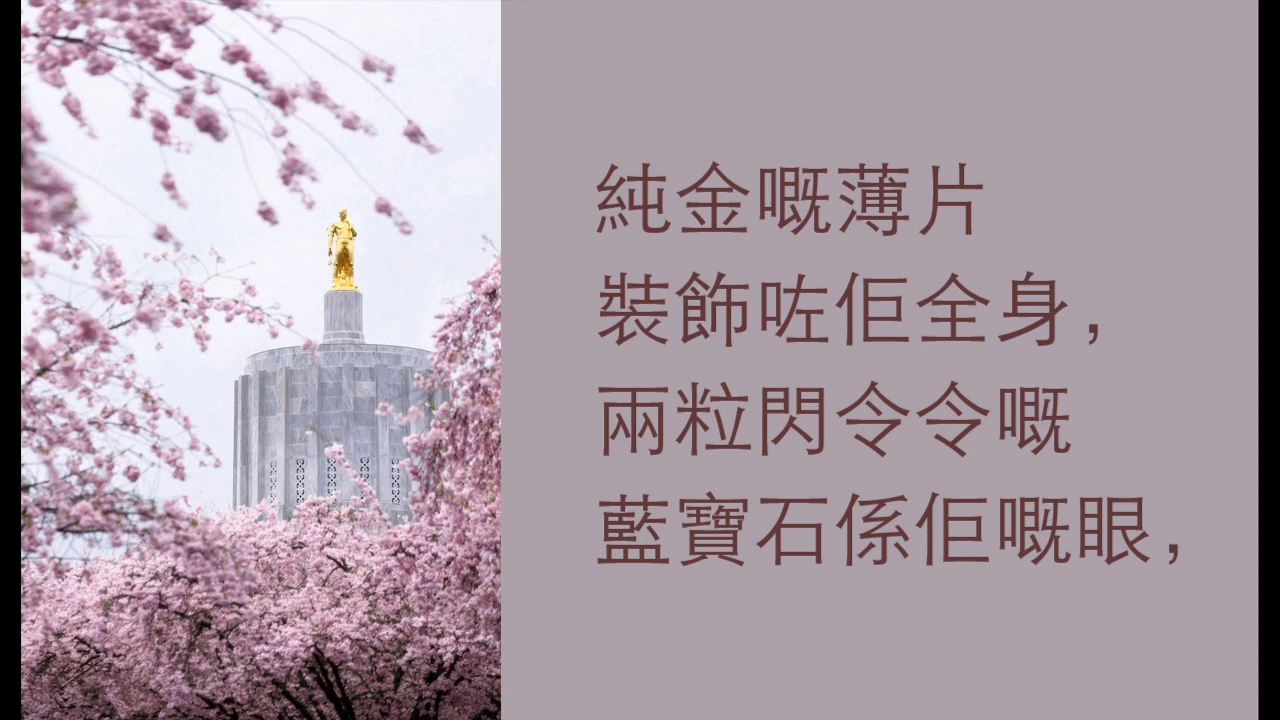 純金嘅薄片
裝飾咗佢全身，
兩粒閃令令嘅
藍寶石係佢嘅眼，